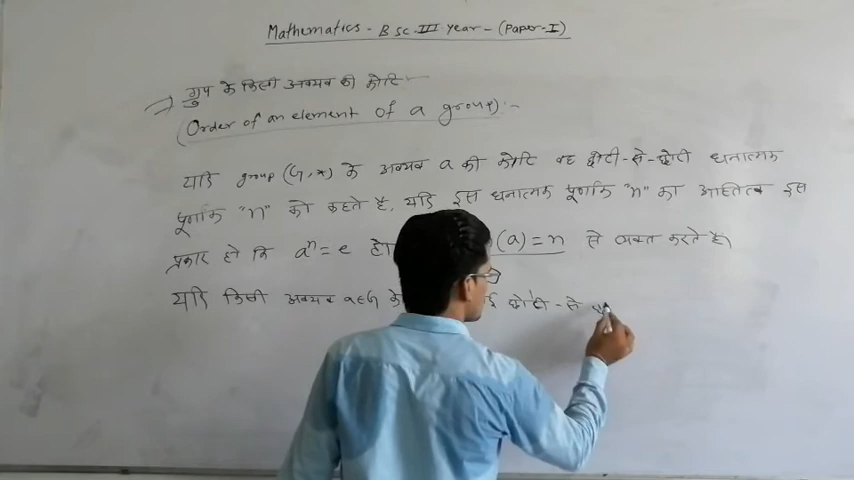 Mathematics - B Sc. III Year - (Paper-I)
→ ग्रुप के किसी अवयव की कोटि -
(Order of an element of a group) :-
यदि group (G, *) के अवयव a की कोटि वह छोटी-से-छोटी धनात्मक
पूर्णांक "n" को कहते है, यदि इस धनात्मक पूर्णांक "n" का अस्तित्व इस
प्रकार हो कि aⁿ = e हो (a) = n से व्यक्त करते है।
यदि किसी अवयव a∈G के छोटी - से